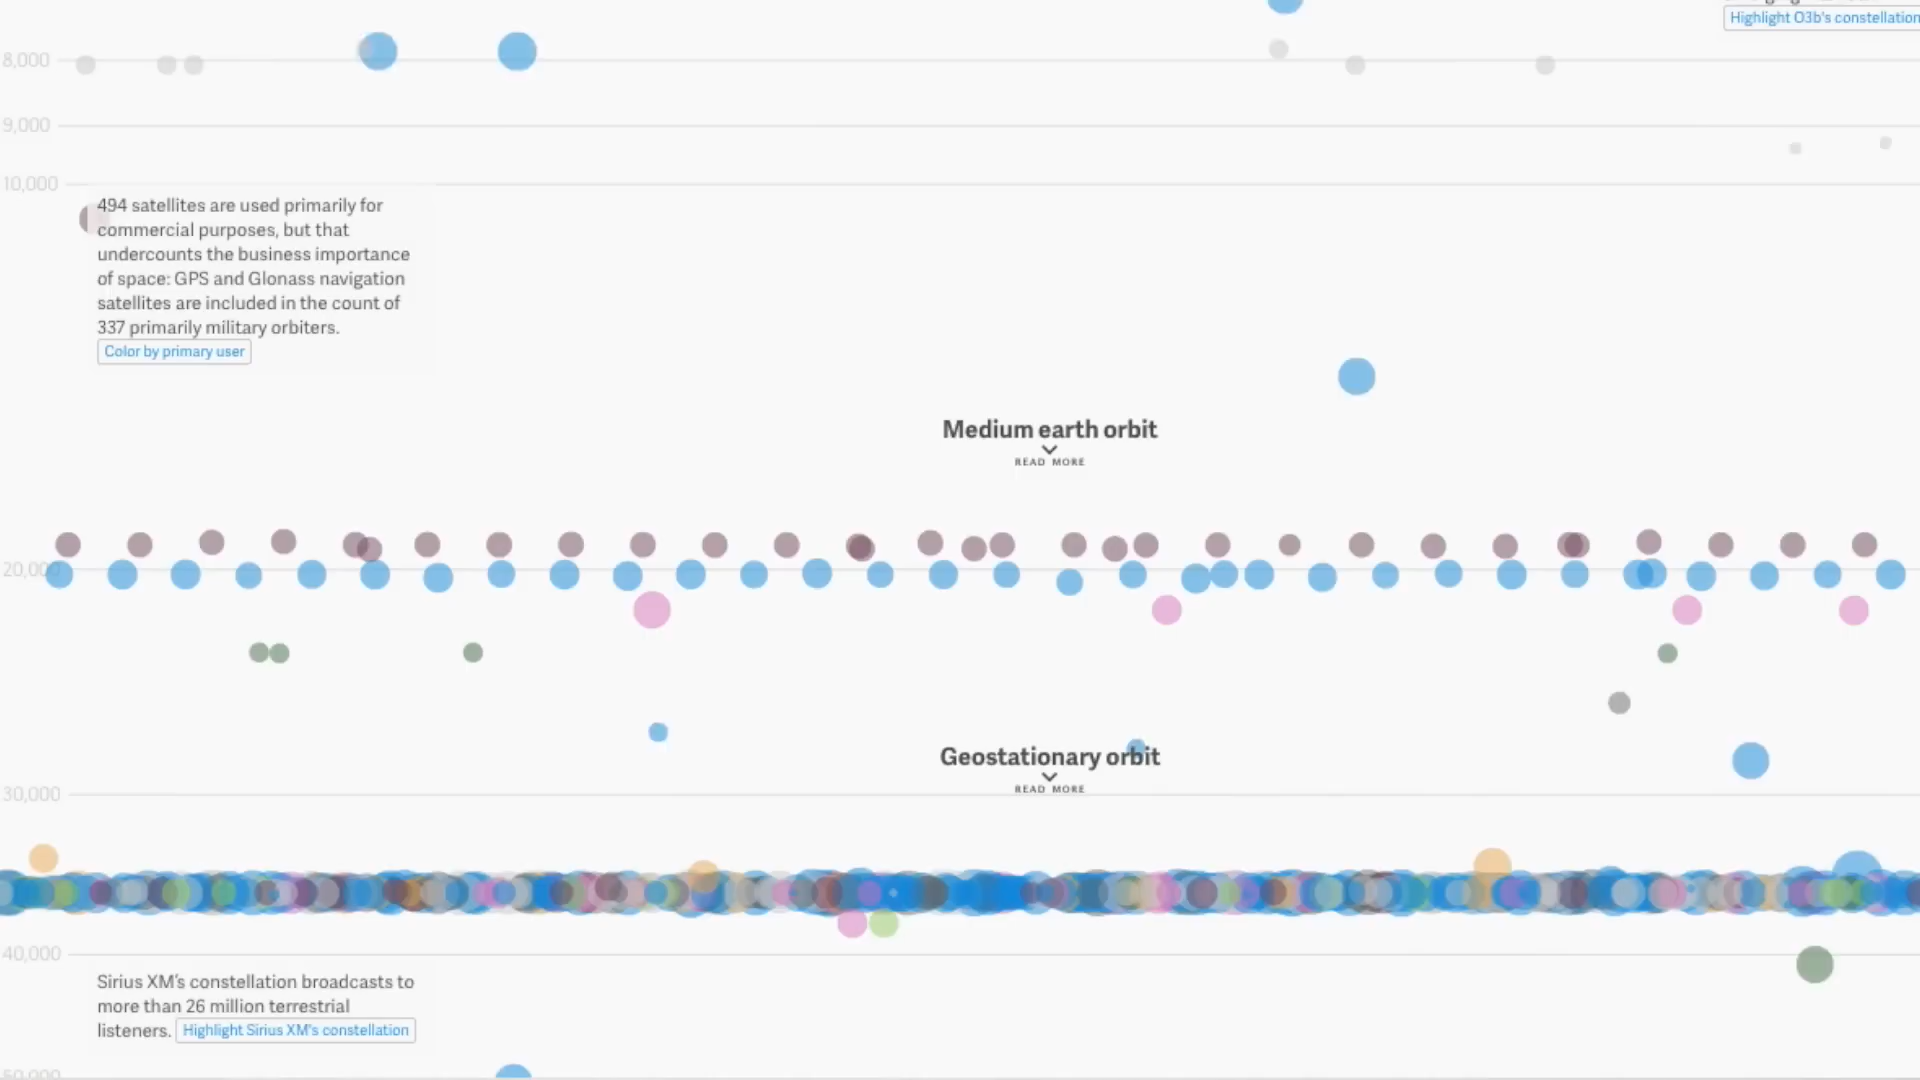 Highlight O3b's constellation
8,000
9,000
10,000
494 satellites are used primarily for
commercial purposes, but that
undercounts the business importance
of space: GPS and Glonass navigation
satellites are included in the count of
337 primarily military orbiters.
Color by primary user
Medium earth orbit
READ MORE
20,000
Geostationary orbit
READ MORE
30,000
40,000
Sirius XM's constellation broadcasts to
more than 26 million terrestrial
listeners. Highlight Sirius XM's constellation
50,000